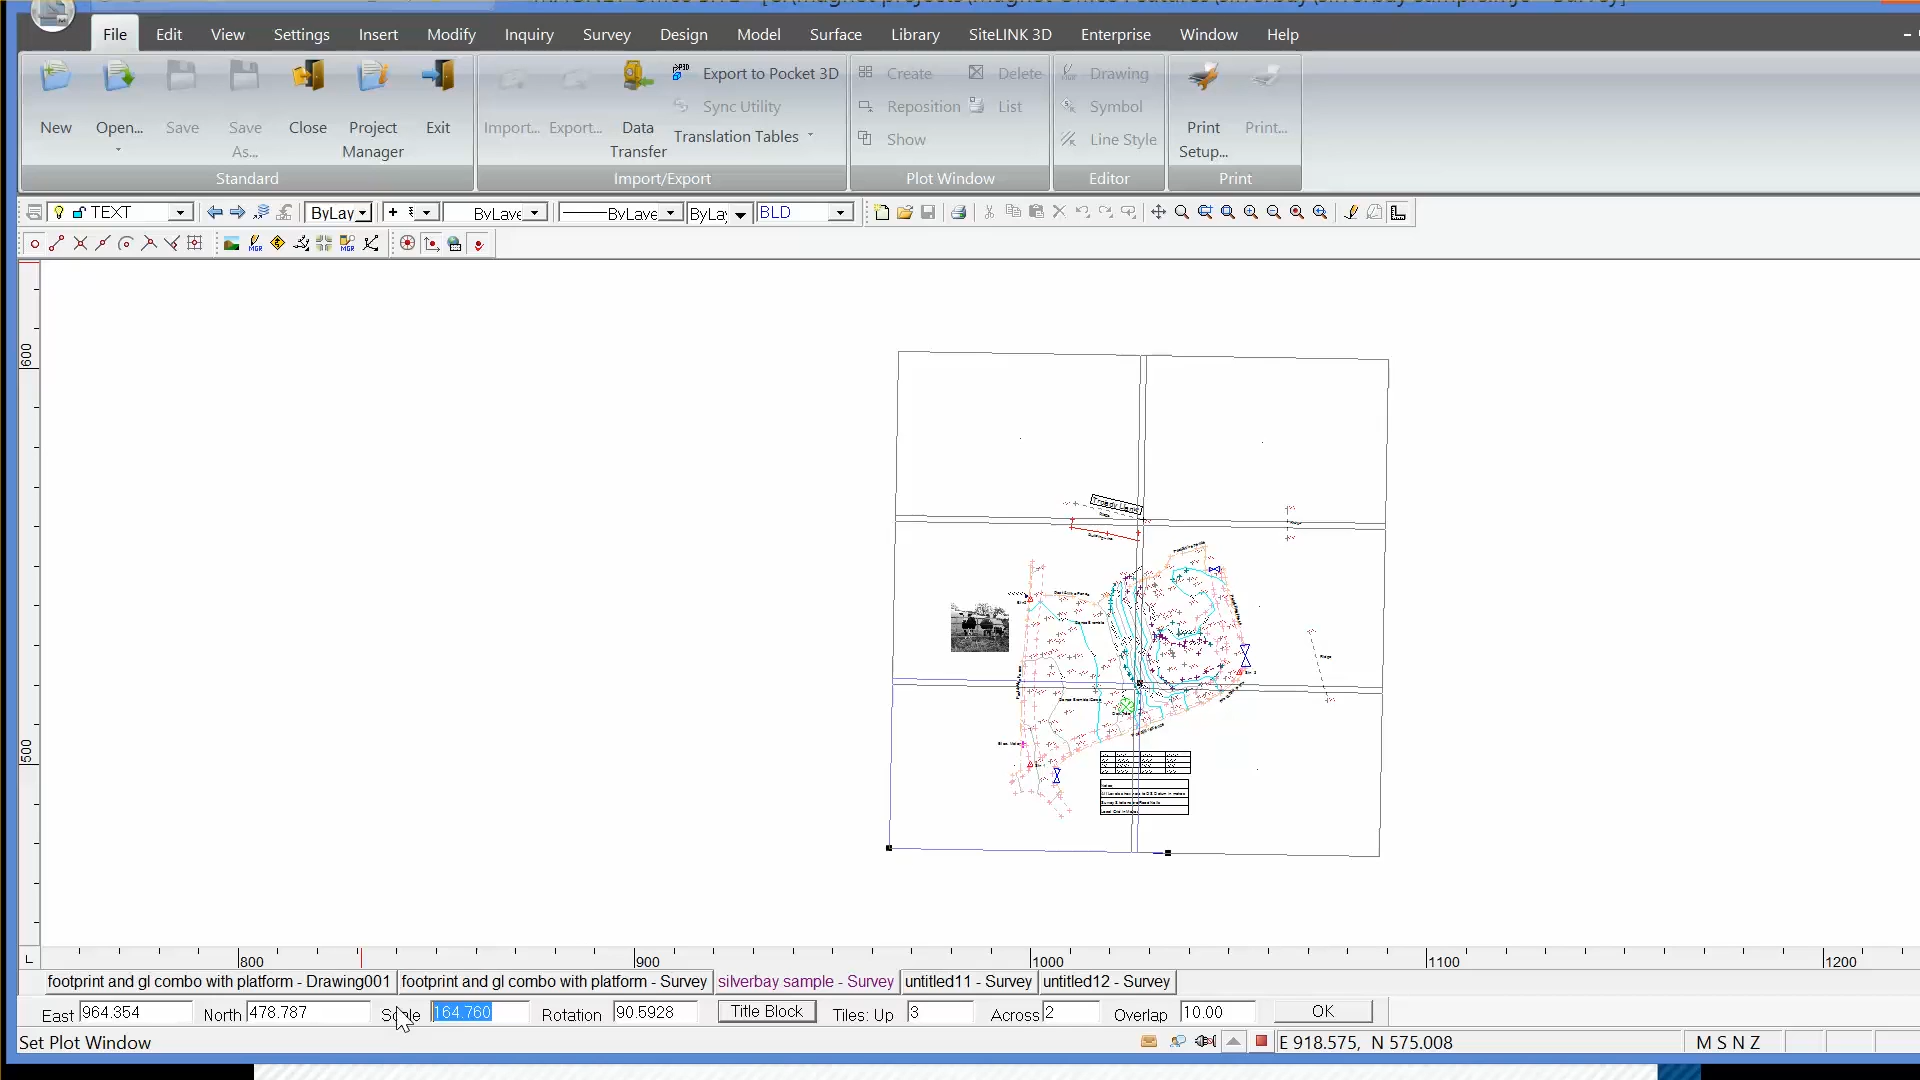 File Edit View Settings Insert Modify Inquiry Survey Design Model Surface Library SiteLINK 3D Enterprise Window Help
New Open... Save Save As... Close Project Manager Exit
Import... Export... Data Transfer
Export to Pocket 3D
Sync Utility
Translation Tables
Create Delete
Reposition List
Show
Drawing
Symbol
Line Style
Print Setup... Print...
Standard Import/Export Plot Window Editor Print
TEXT ByLay ByLaye ByLaye ByLay BLD
600
500
800 900 1000 1100 1200
footprint and gl combo with platform - Drawing001 footprint and gl combo with platform - Survey silverbay sample - Survey untitled11 - Survey untitled12 - Survey
East 964.354 North 478.787 Scale 164.760 Rotation 90.5928 Title Block Tiles: Up 3 Across 2 Overlap 10.00 OK
Set Plot Window E 918.575, N 575.008 M S N Z